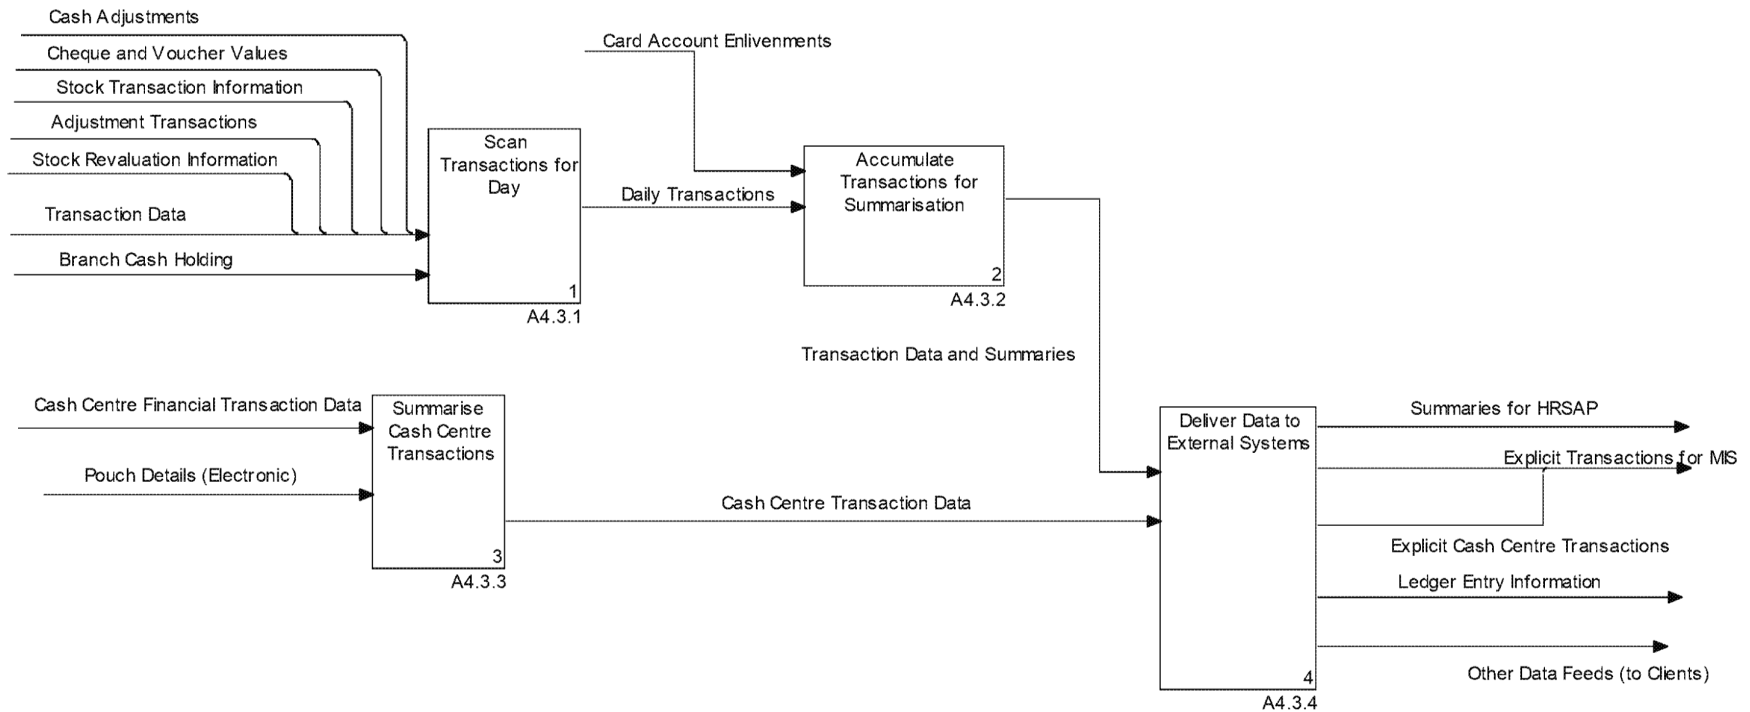 Cash Adjustments
Cheque and Voucher Values
Stock Transaction Information
Adjustment Transactions
Stock Revaluation Information
Transaction Data
Branch Cash Holding
Scan
Transactions for
Day
1
A4.3.1
Card Account Enlivenments
Daily Transactions
Accumulate
Transactions for
Summarisation
2
A4.3.2
Transaction Data and Summaries
Cash Centre Financial Transaction Data
Pouch Details (Electronic)
Summarise
Cash Centre
Transactions
3
A4.3.3
Cash Centre Transaction Data
Deliver Data to
External Systems
4
A4.3.4
Summaries for HRSAP
Explicit Transactions for MIS
Explicit Cash Centre Transactions
Ledger Entry Information
Other Data Feeds (to Clients)